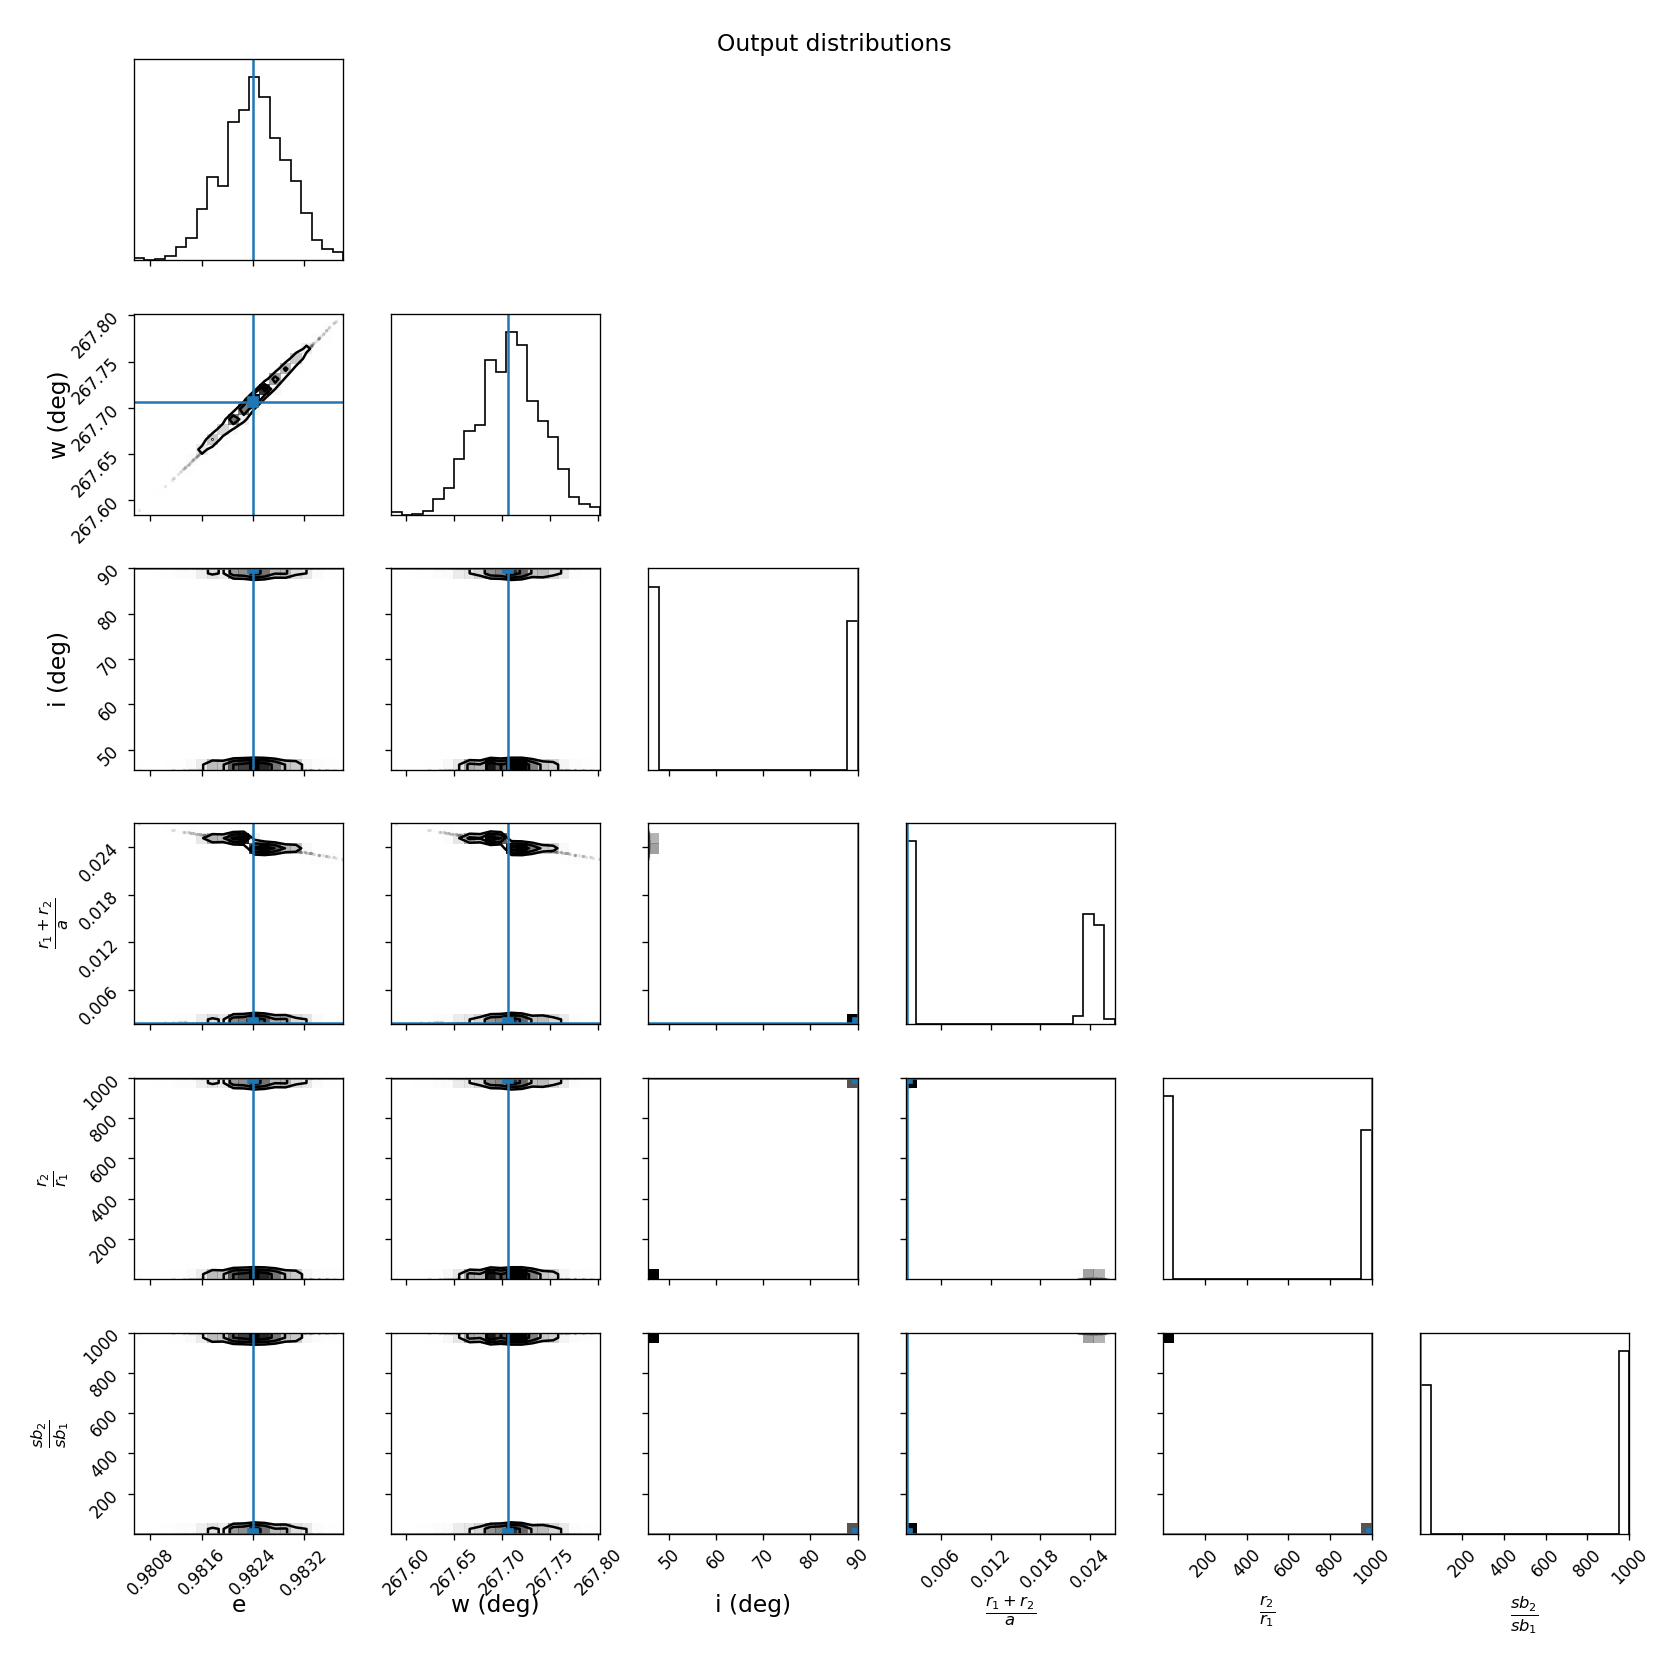 Output distributions
267.80
267.75
267.70
267.65
267.60
w (deg)
90
80
70
60
50
i (deg)
0.024
0.018
0.012
0.006
r₁ + r₂
a
1000
800
600
400
200
r₂
r₁
1000
800
600
400
200
sb₂
sb₁
0.9808 0.9816 0.9824 0.9832
267.60 267.65 267.70 267.75 267.80
50 60 70 80 90
0.006 0.012 0.018 0.024
200 400 600 800 1000
200 400 600 800 1000
e
w (deg)
i (deg)
r₁ + r₂
a
r₂
r₁
sb₂
sb₁